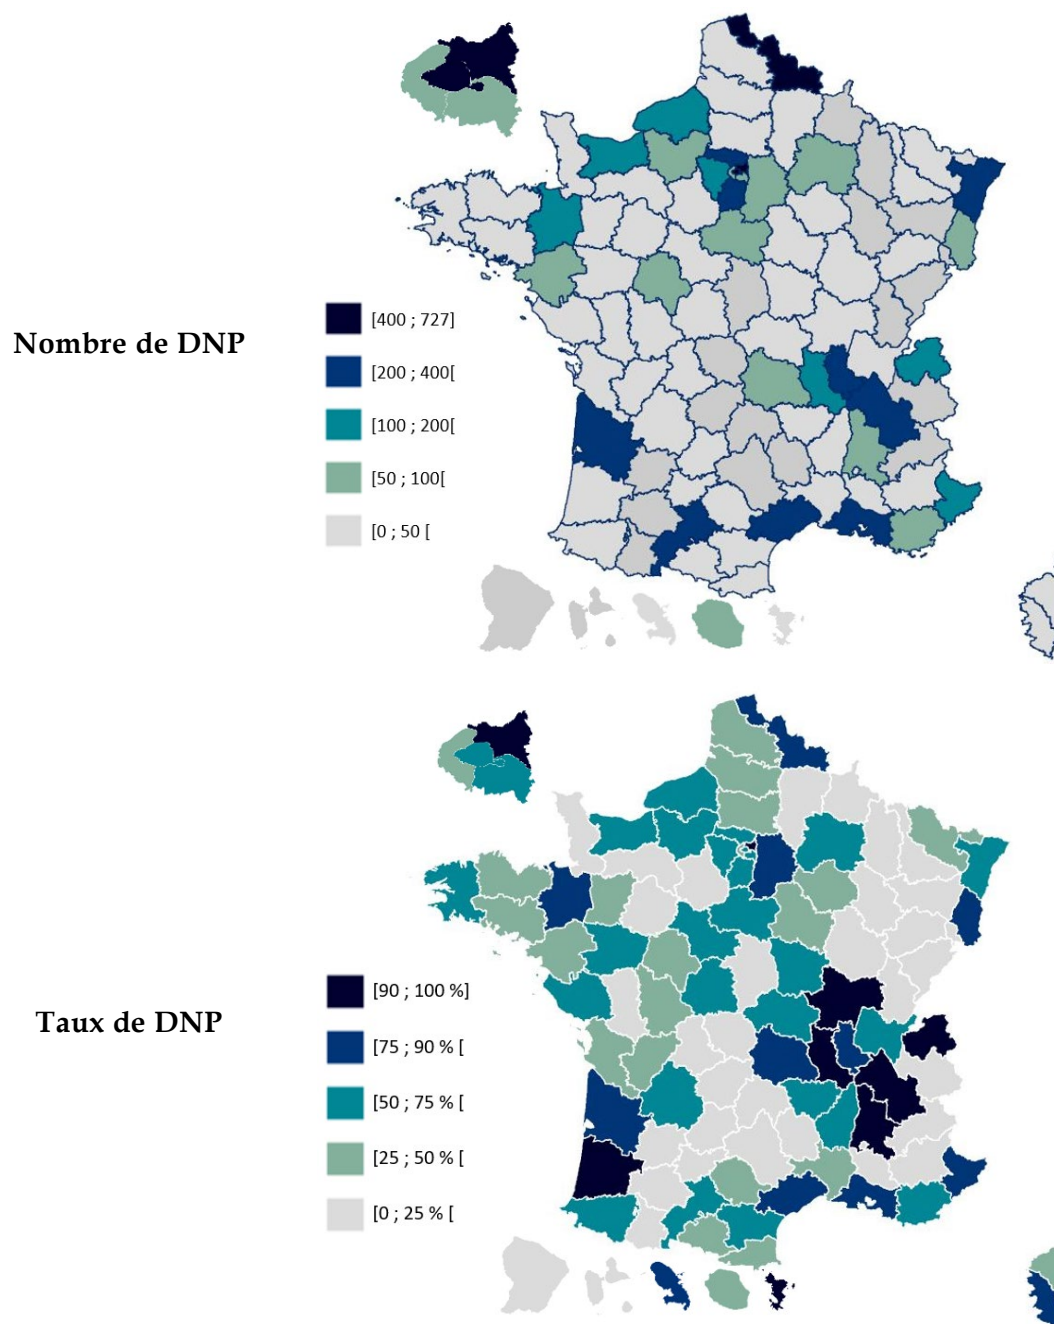 Nombre de DNP
[400 ; 727]
[200 ; 400[
[100 ; 200[
[50 ; 100[
[0 ; 50 [
Taux de DNP
[90 ; 100 %]
[75 ; 90 % [
[50 ; 75 % [
[25 ; 50 % [
[0 ; 25 % [